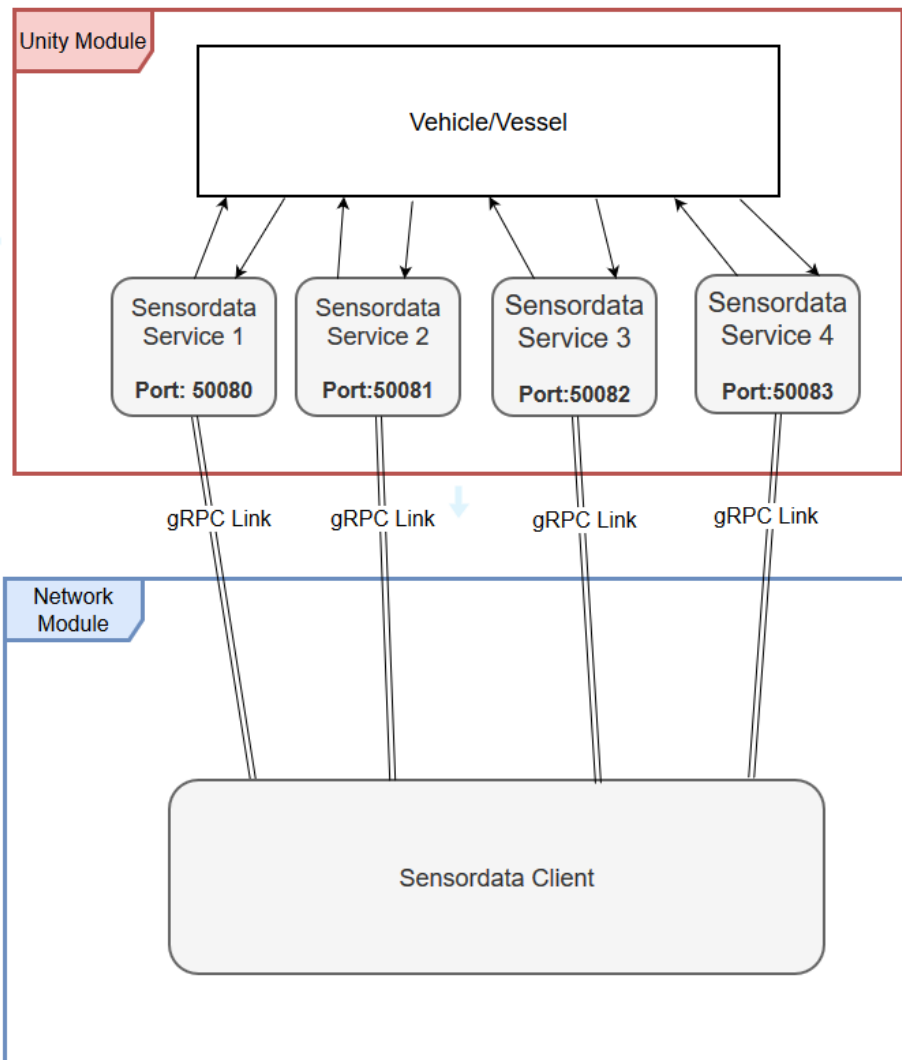 Unity Module
Vehicle/Vessel
Sensordata
Service 1
Port: 50080
Sensordata
Service 2
Port:50081
Sensordata
Service 3
Port:50082
Sensordata
Service 4
Port:50083
gRPC Link
gRPC Link
gRPC Link
gRPC Link
Network
Module
Sensordata Client